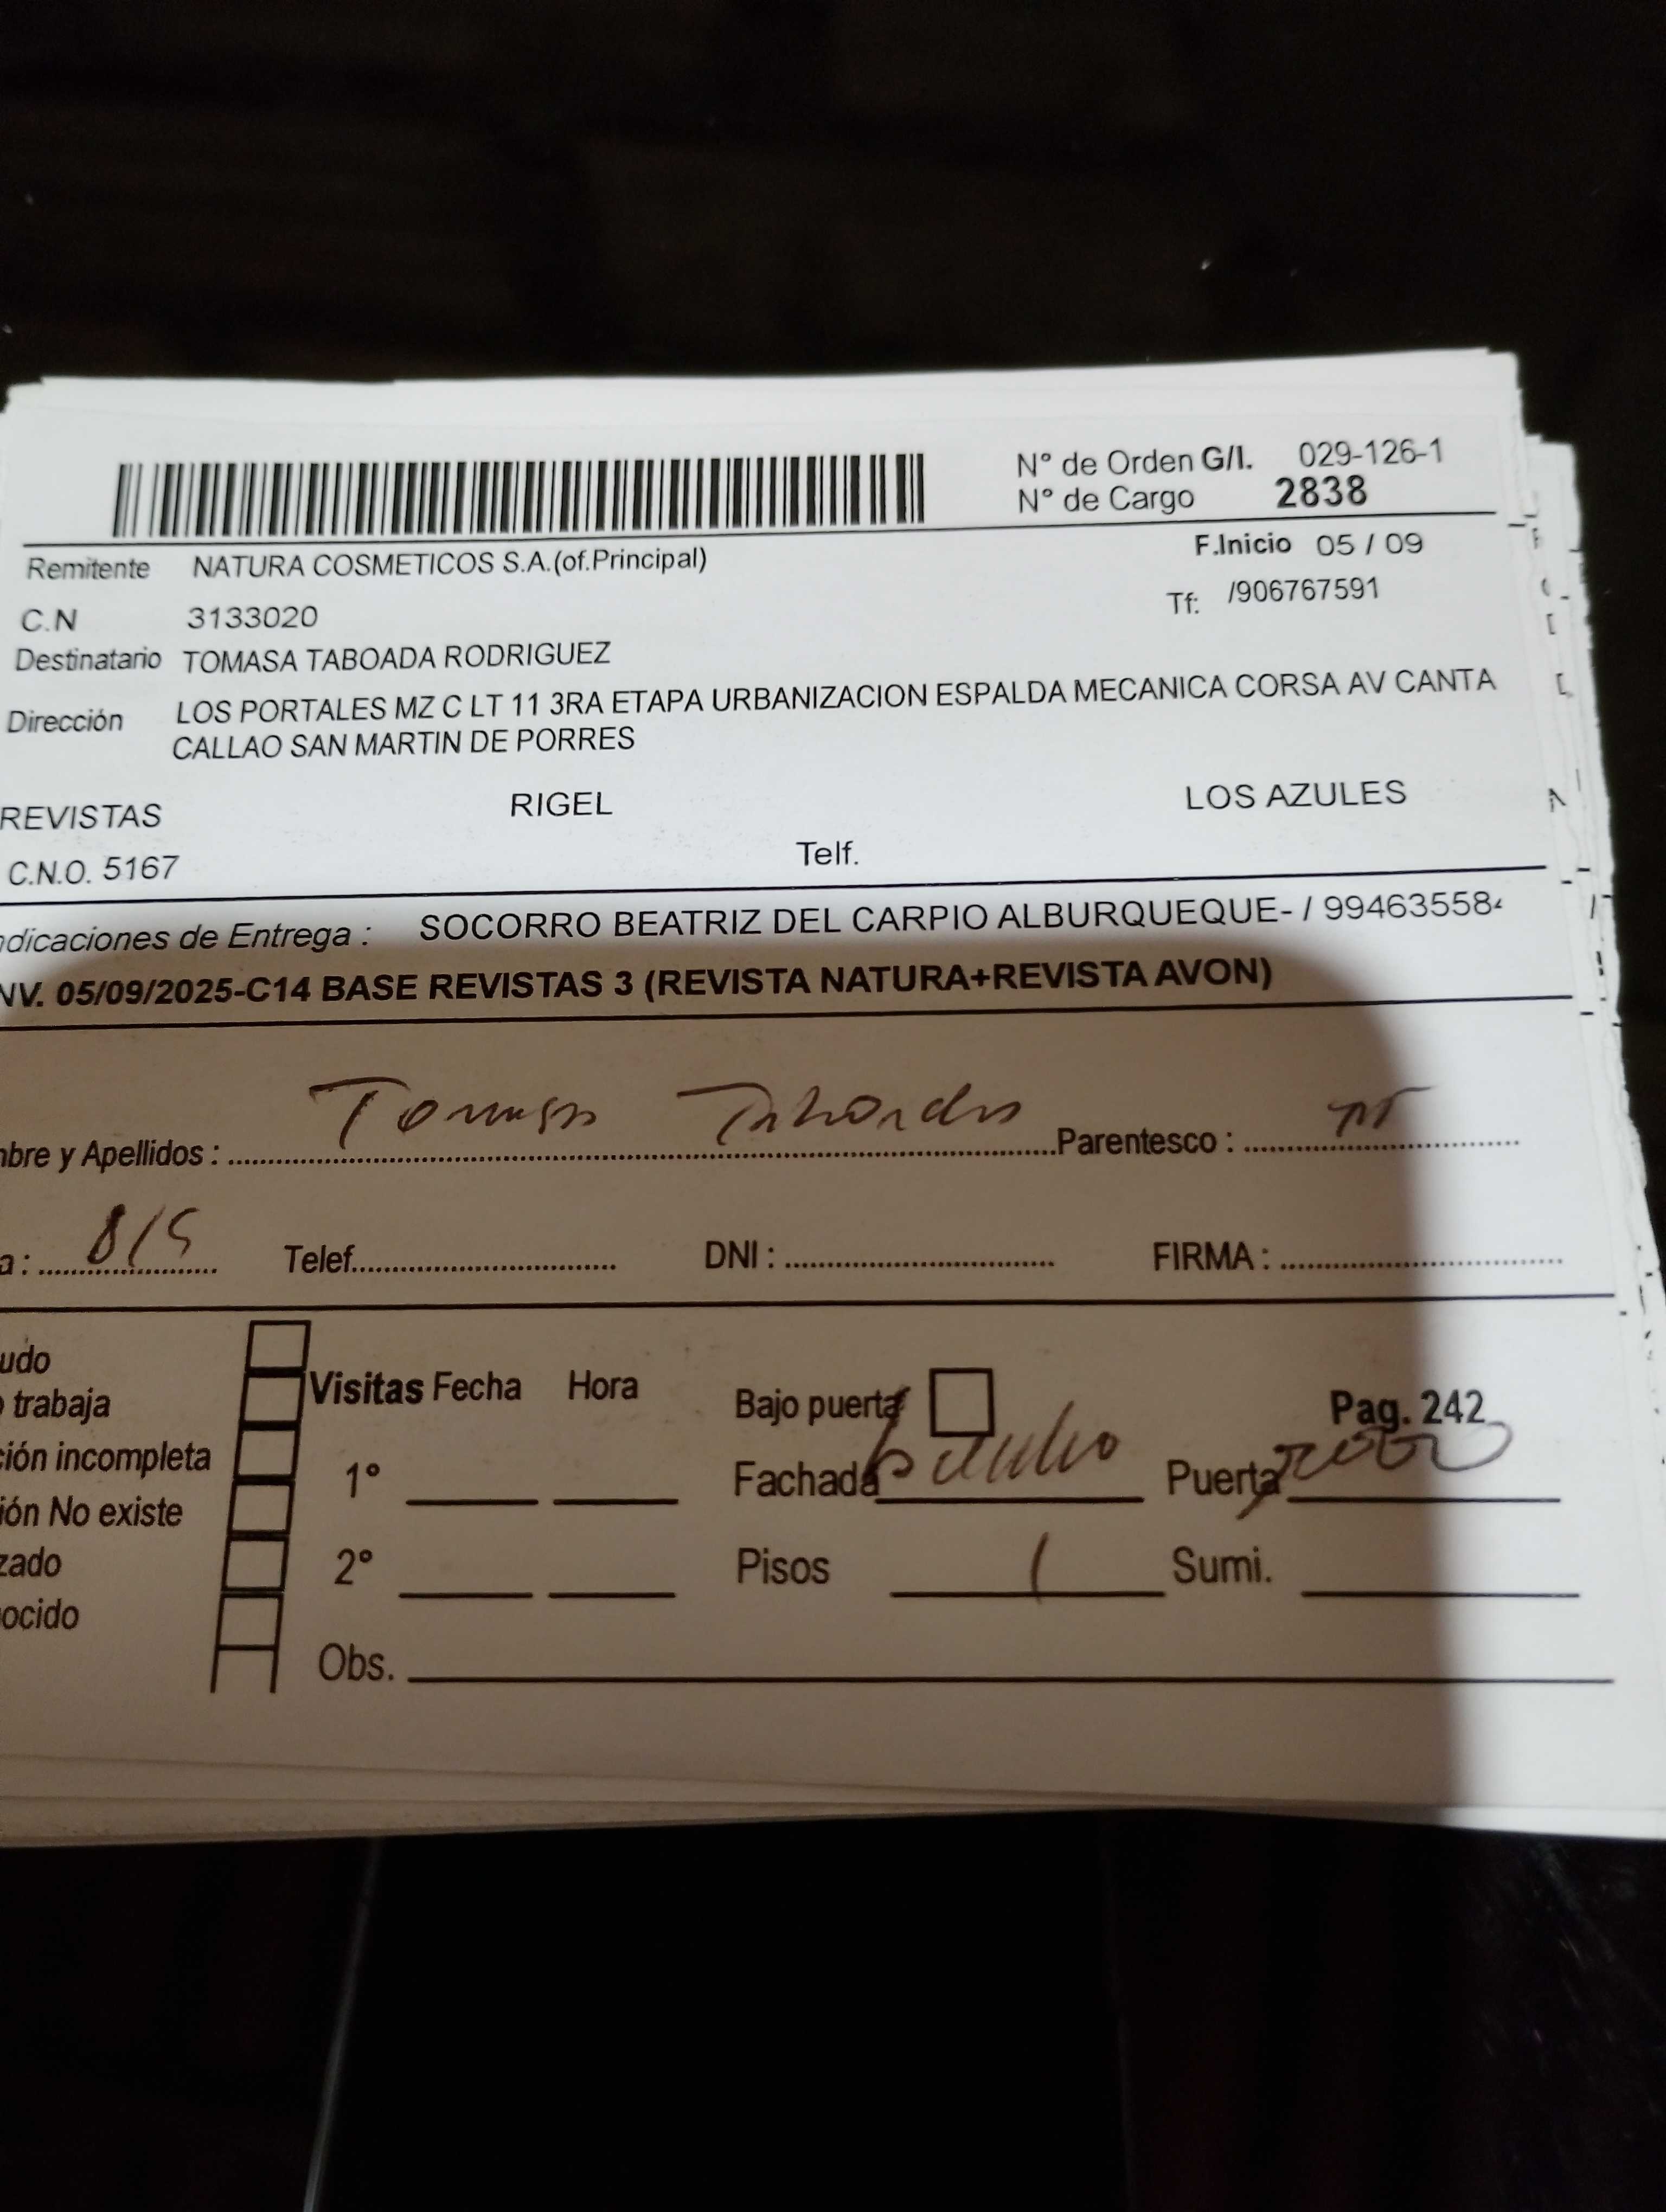 N° de Orden G/I. 029-126-1
N° de Cargo 2838
F.Inicio 05 / 09
Remitente NATURA COSMETICOS S.A.(of.Principal)
Tf: /906767591
C.N 3133020
Destinatario TOMASA TABOADA RODRIGUEZ
Dirección LOS PORTALES MZ C LT 11 3RA ETAPA URBANIZACION ESPALDA MECANICA CORSA AV CANTA
CALLAO SAN MARTIN DE PORRES
REVISTAS RIGEL LOS AZULES
C.N.O. 5167 Telf.
ndicaciones de Entrega : SOCORRO BEATRIZ DEL CARPIO ALBURQUEQUE- / 99463558
NV. 05/09/2025-C14 BASE REVISTAS 3 (REVISTA NATURA+REVISTA AVON)
mbre y Apellidos : Tomasa Taboada Parentesco :
a : 8/9 Telef. DNI : FIRMA :
udo
Visitas Fecha Hora Bajo puerta Pag. 242
o trabaja
ción incompleta
1° Fachada Puerta
ión No existe
zado
2° Pisos 1 Sumi.
ocido
Obs.